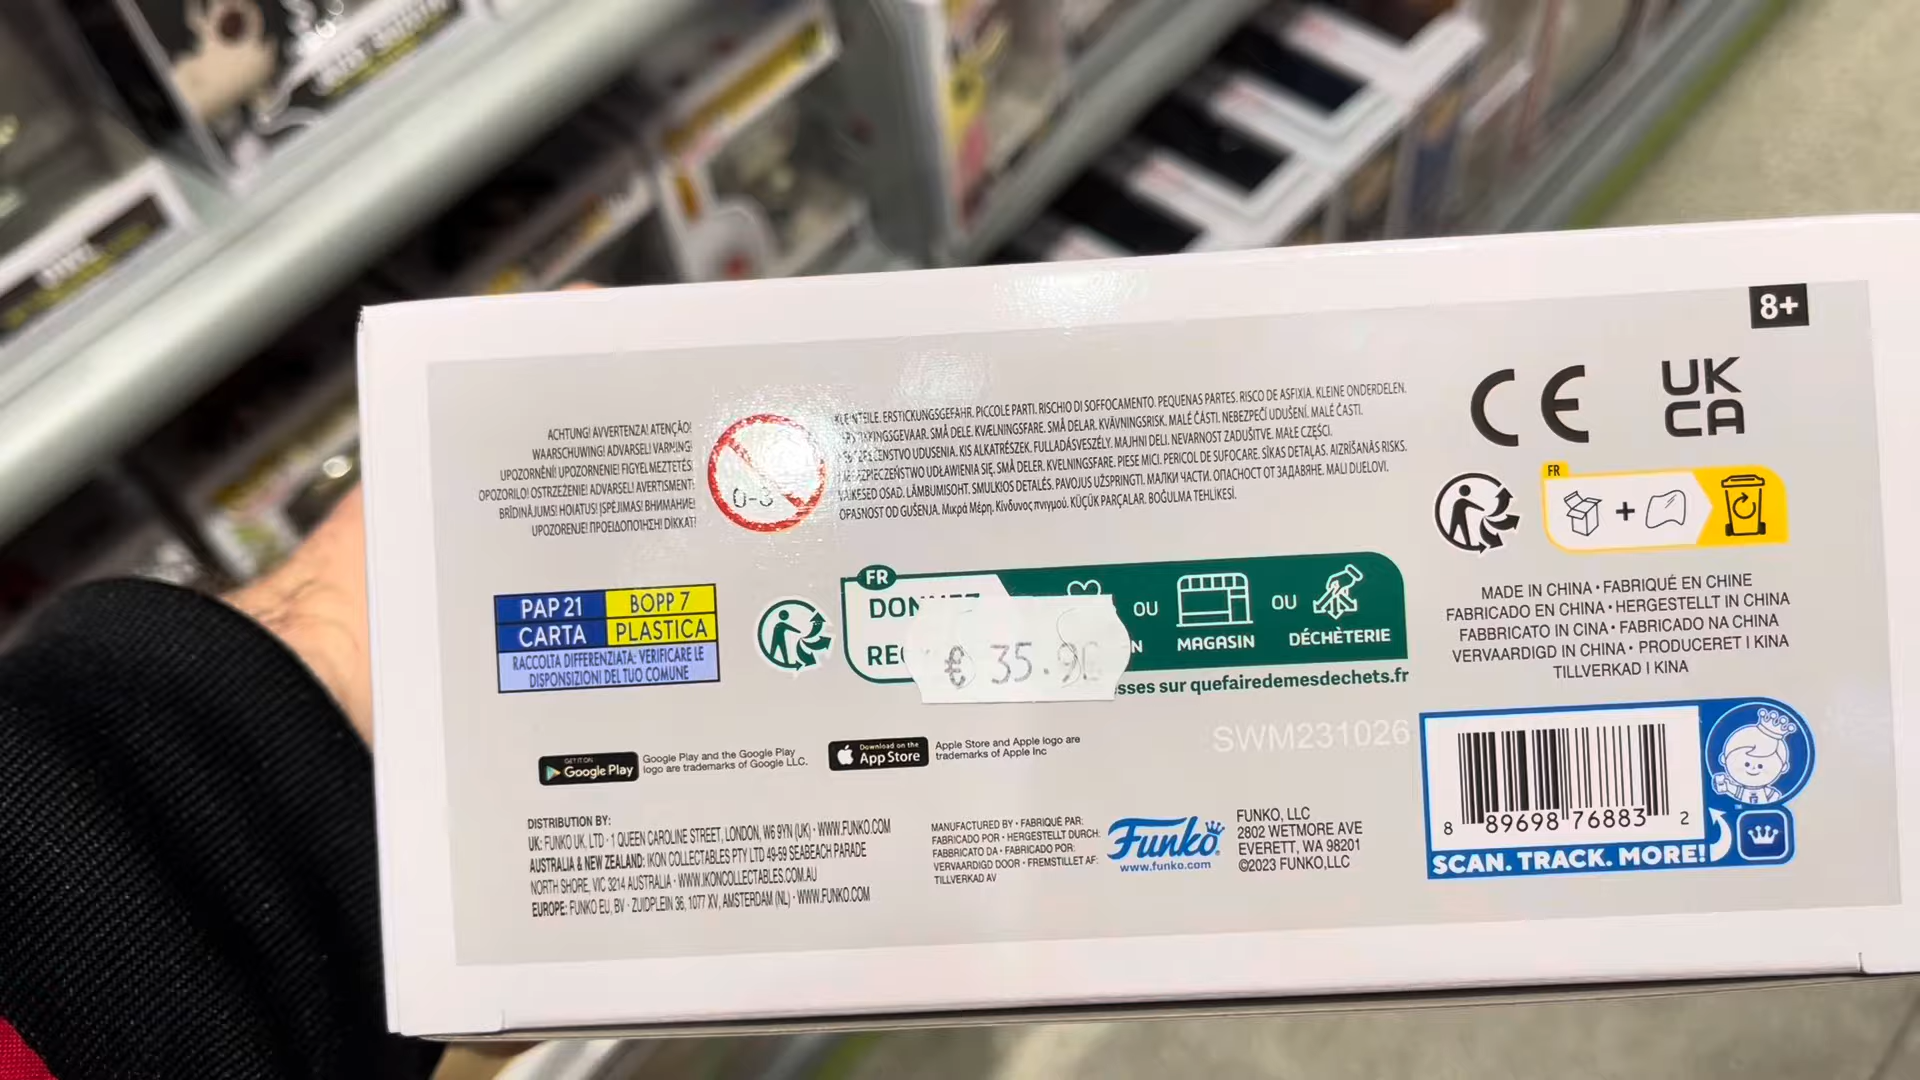 8+
ACHTUNG! AVVERTENZA! ATENÇÃO!
WAARSCHUWING! ADVARSEL! VARNING!
UPOZORNĚNÍ! UPOZORNENIE! FIGYELMEZTETÉS
OPOZORILO! OSTRZEŻENIE! ADVARSEL! AVERTISMENT!
BRĪDINĀJUMS! HOIATUS! ĮSPĖJIMAS! ВНИМАНИЕ!
UPOZORENJE! ΠΡΟΕΙΔΟΠΟΙΗΣΗ! DİKKAT!
0-3
KLEINTEILE. ERSTICKUNGSGEFAHR. PICCOLE PARTI. RISCHIO DI SOFFOCAMENTO. PEQUENAS PARTES. RISCO DE ASFIXIA. KLEINE ONDERDELEN.
SMÅ DELE. KVÆLNINGSFARE. SMÅ DELAR. KVÄVNINGSRISK. MALÉ ČÁSTI. NEBEZPEČÍ UDUŠENÍ. MALÉ ČASTI.
UDUSENIA. KIS ALKATRÉSZEK. FULLADÁSVESZÉLY. MAJHNI DELI. NEVARNOST ZADUŠITVE. MAŁE CZĘŚCI.
UDŁAWIENIA SIĘ. SMÅ DELER. KVELNINGSFARE. PIESE MICI. PERICOL DE SUFOCARE. SĪKAS DETAĻAS. AIZRĪŠANĀS RISKS.
VÄIKESED OSAD. LÄMBUMISOHT. SMULKIOS DETALĖS. PAVOJUS UŽSPRINGTI. МАЛКИ ЧАСТИ. ОПАСНОСТ ОТ ЗАДАВЯНЕ. MALI DIJELOVI.
OPASNOST OD GUŠENJA. Μικρά Μέρη. Κίνδυνος πνιγμού. KÜÇÜK PARÇALAR. BOĞULMA TEHLİKESİ.
CE
UK
CA
FR
PAP 21
BOPP 7
CARTA
PLASTICA
RACCOLTA DIFFERENZIATA: VERIFICARE LE
DISPONSIZIONI DEL TUO COMUNE
FR
OU
MAGASIN
OU
DÉCHÈTERIE
sur quefairedemesdechets.fr
€ 35.9
MADE IN CHINA • FABRIQUÉ EN CHINE
FABRICADO EN CHINA • HERGESTELLT IN CHINA
FABBRICATO IN CINA • FABRICADO NA CHINA
VERVAARDIGD IN CHINA • PRODUCERET I KINA
TILLVERKAD I KINA
SWM231026
GET IT ON
Google Play
Google Play and the Google Play
logo are trademarks of Google LLC.
Download on the
App Store
Apple Store and Apple logo are
trademarks of Apple Inc
DISTRIBUTION BY:
UK: FUNKO UK, LTD • 1 QUEEN CAROLINE STREET, LONDON, W6 9YN (UK) • WWW.FUNKO.COM
AUSTRALIA & NEW ZEALAND: IKON COLLECTABLES PTY LTD 49-59 SEABEACH PARADE
NORTH SHORE, VIC 3214 AUSTRALIA • WWW.IKONCOLLECTABLES.COM.AU
EUROPE: FUNKO EU, BV • ZUIDPLEIN 36, 1077 XV, AMSTERDAM (NL) • WWW.FUNKO.COM
MANUFACTURED BY • FABRIQUÉ PAR:
FABRICADO POR • HERGESTELLT DURCH:
FABBRICATO DA • FABRICADO POR:
VERVAARDIGD DOOR • FREMSTILLET AF:
TILLVERKAD AV
Funko
www.funko.com
FUNKO, LLC
2802 WETMORE AVE
EVERETT, WA 98201
©2023 FUNKO,LLC
8 89698 76883 2
SCAN. TRACK. MORE!